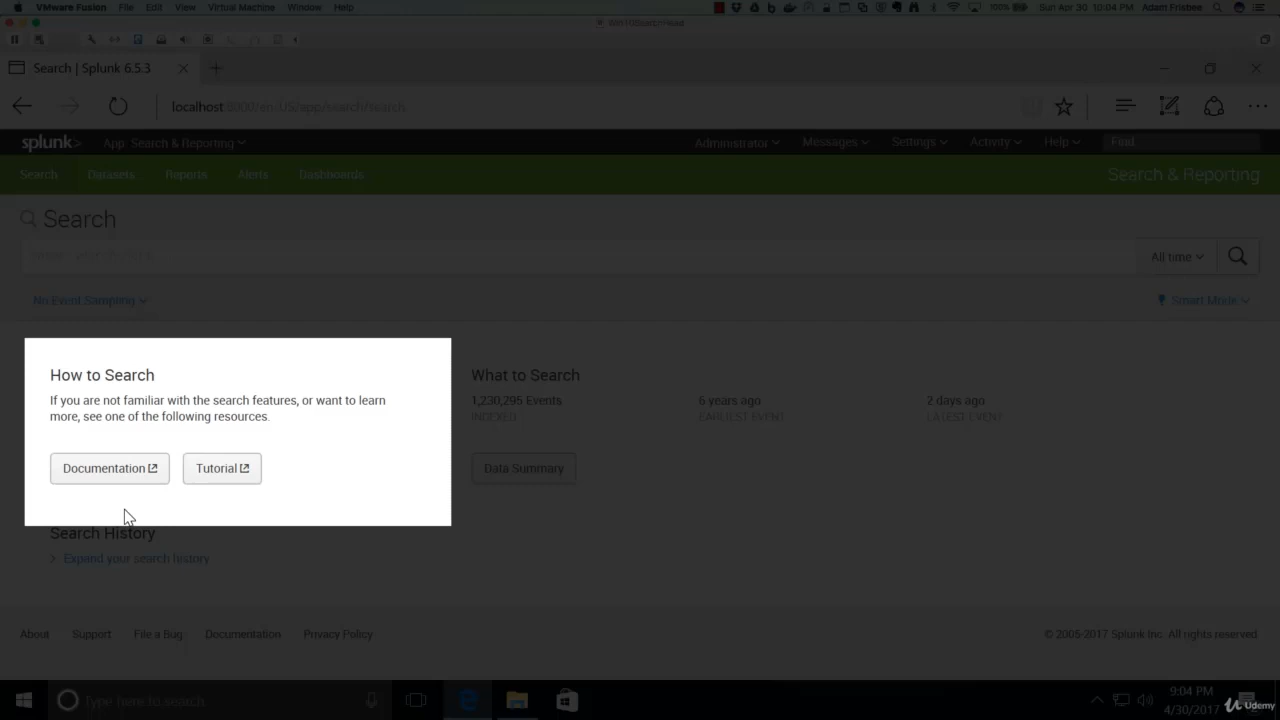 VMware Fusion File Edit View Virtual Machine Window Help 100% Sun Apr 30 10:04 PM Adam Frisbee
Search | Splunk 6.5.3
localhost:8000/en-US/app/search/search
splunk> App: Search & Reporting Administrator Messages Settings Activity Help Find
Search Datasets Reports Alerts Dashboards Search & Reporting
Search
All time
No Event Sampling Smart Mode
How to Search
If you are not familiar with the search features, or want to learn
more, see one of the following resources.
Documentation Tutorial
What to Search
1,230,295 Events 6 years ago 2 days ago
INDEXED EARLIEST EVENT LATEST EVENT
Data Summary
Search History
> Expand your search history
About Support File a Bug Documentation Privacy Policy © 2005-2017 Splunk Inc. All rights reserved.
Type here to search 9:04 PM
4/30/2017
Udemy